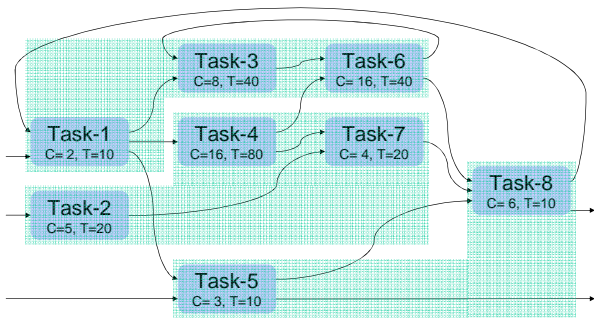 Task-3
C=8, T=40
Task-6
C= 16, T=40
Task-1
C= 2, T=10
Task-4
C=16, T=80
Task-7
C= 4, T=20
Task-8
C= 6, T=10
Task-2
C=5, T=20
Task-5
C= 3, T=10